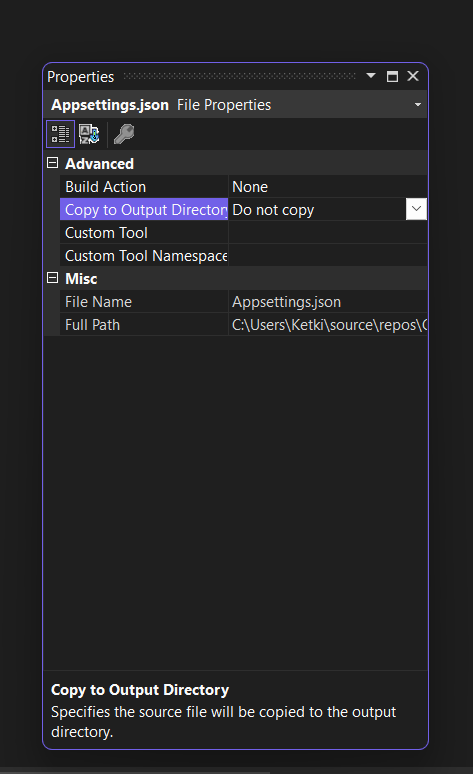 Properties
Appsettings.json File Properties
Advanced
Build Action None
Copy to Output Director Do not copy
Custom Tool
Custom Tool Namespace
Misc
File Name Appsettings.json
Full Path C:\Users\Ketki\source\repos\
Copy to Output Directory
Specifies the source file will be copied to the output
directory.